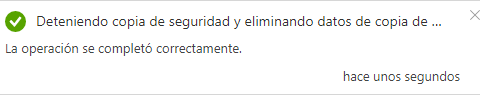 Deteniendo copia de seguridad y eliminando datos de copia de ...
La operación se completó correctamente.
hace unos segundos